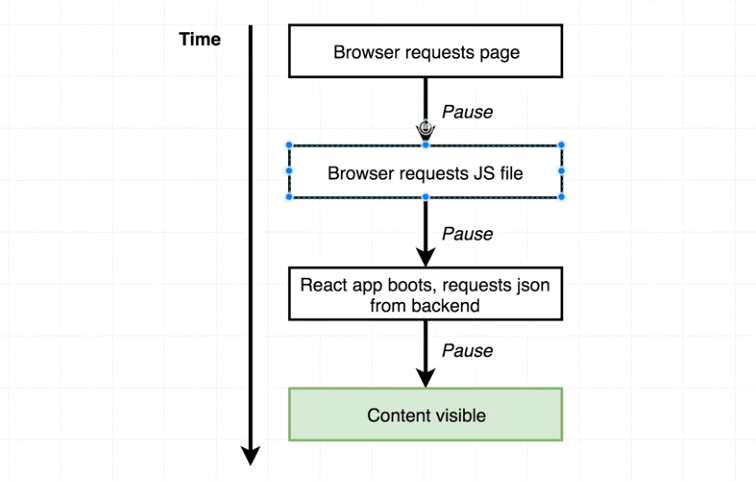 Time
Browser requests page
Pause
Browser requests JS file
Pause
React app boots, requests json
from backend
Pause
Content visible